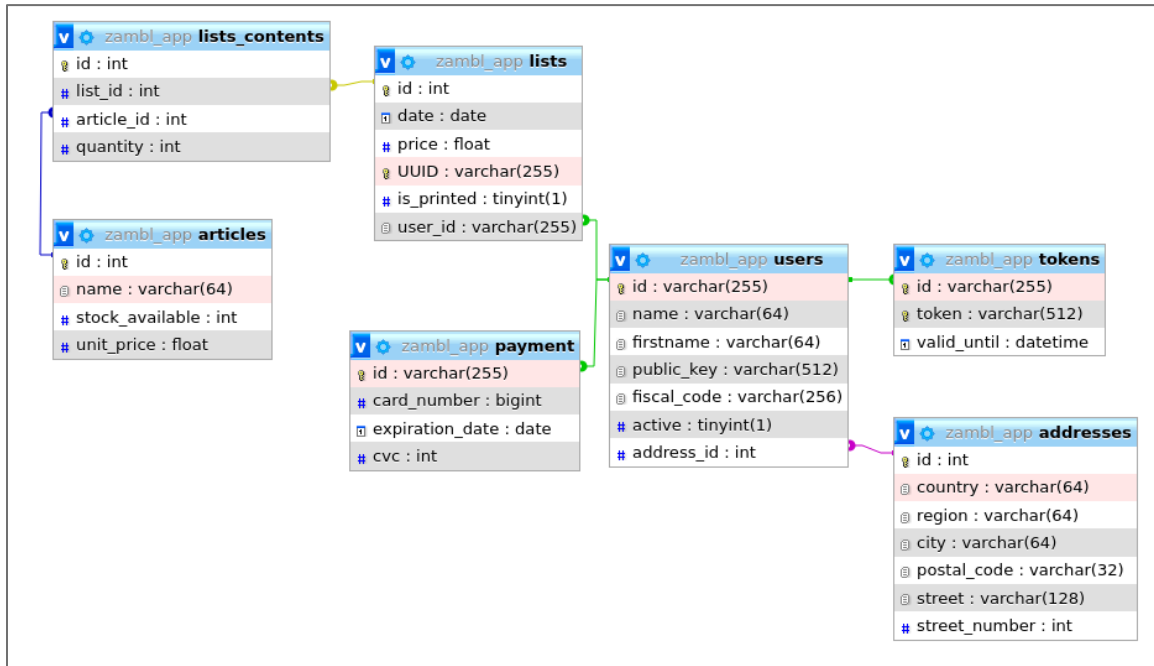 v zambl_app lists_contents
id : int
# list_id : int
# article_id : int
# quantity : int
v zambl_app lists
id : int
date : date
# price : float
UUID : varchar(255)
# is_printed : tinyint(1)
user_id : varchar(255)
v zambl_app articles
id : int
name : varchar(64)
# stock_available : int
# unit_price : float
v zambl_app payment
id : varchar(255)
# card_number : bigint
expiration_date : date
# cvc : int
v zambl_app users
id : varchar(255)
name : varchar(64)
firstname : varchar(64)
public_key : varchar(512)
fiscal_code : varchar(256)
# active : tinyint(1)
# address_id : int
v zambl_app tokens
id : varchar(255)
token : varchar(512)
valid_until : datetime
v zambl_app addresses
id : int
country : varchar(64)
region : varchar(64)
city : varchar(64)
postal_code : varchar(32)
street : varchar(128)
# street_number : int